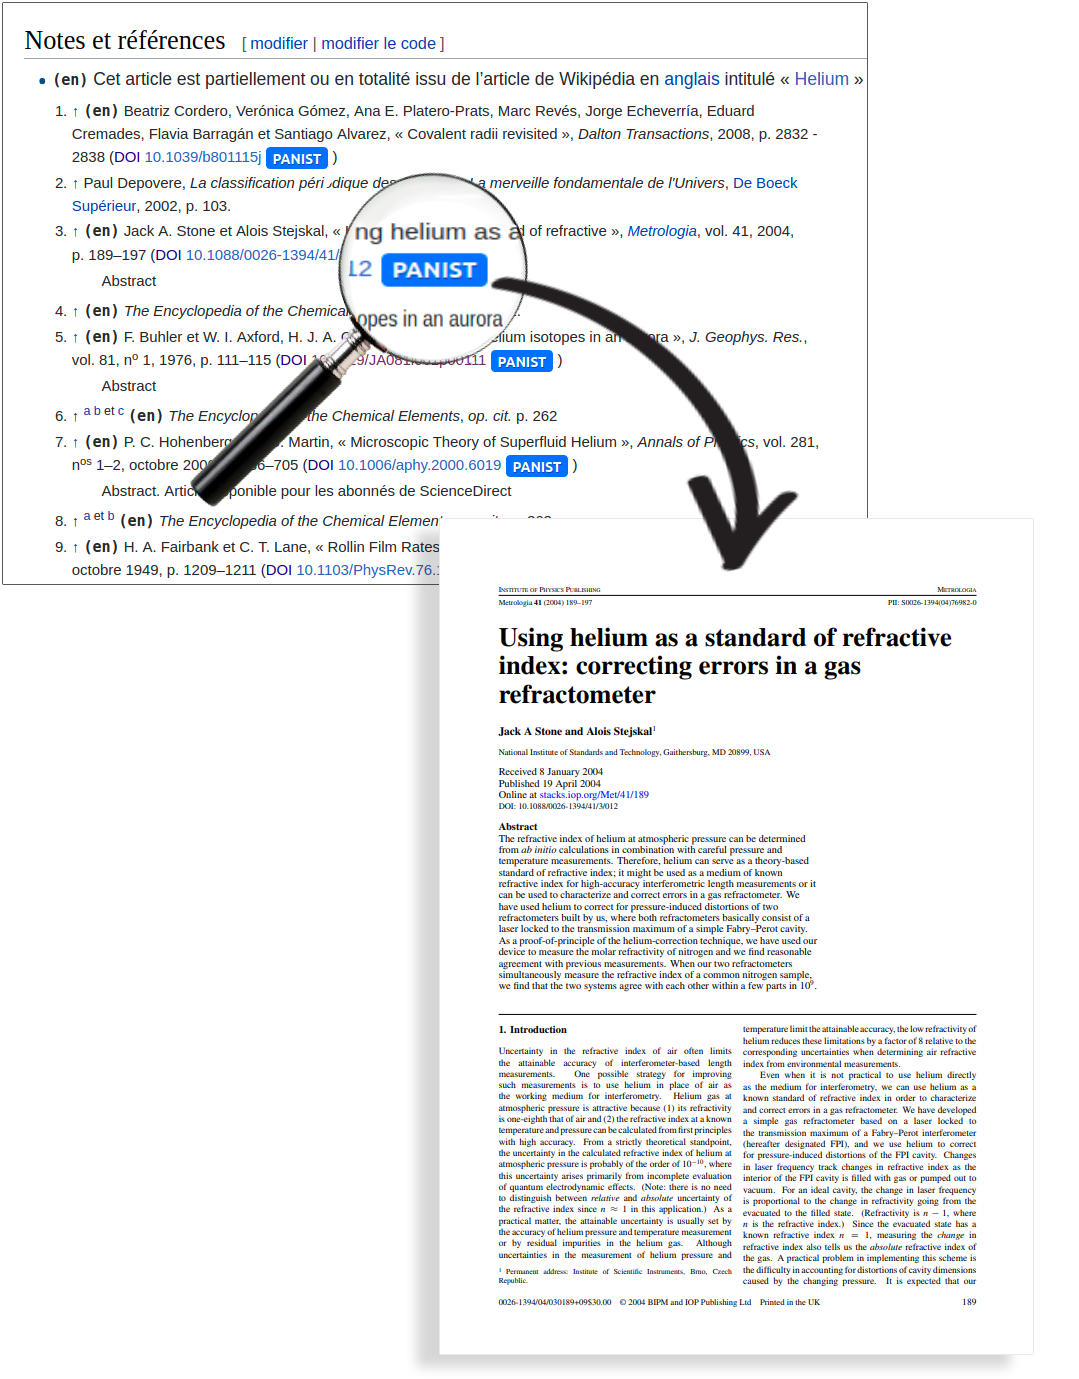 Notes et références [ modifier | modifier le code ]
• (en) Cet article est partiellement ou en totalité issu de l'article de Wikipédia en anglais intitulé « Helium »
1. ↑ (en) Beatriz Cordero, Verónica Gómez, Ana E. Platero-Prats, Marc Revés, Jorge Echeverría, Eduard
Cremades, Flavia Barragán et Santiago Alvarez, « Covalent radii revisited », Dalton Transactions, 2008, p. 2832 -
2838 (DOI 10.1039/b801115j PANIST )
2. ↑ Paul Depovere, La classification péri dique des a merveille fondamentale de l'Univers, De Boeck
Supérieur, 2002, p. 103.
3. ↑ (en) Jack A. Stone et Alois Stejskal, « d of refractive », Metrologia, vol. 41, 2004,
ng helium as a
p. 189–197 (DOI 10.1088/0026-1394/41/
12 PANIST
Abstract
4. ↑ (en) The Encyclopedia of the Chemical
opes in an aurora
5. ↑ (en) F. Buhler et W. I. Axford, H. J. A. elium isotopes in an aurora », J. Geophys. Res.,
vol. 81, nº 1, 1976, p. 111–115 (DOI PANIST )
Abstract
6. ↑ a b et c (en) The Encyclop the Chemical Elements, op. cit. p. 262
7. ↑ (en) P. C. Hohenberg Martin, « Microscopic Theory of Superfluid Helium », Annals of Physics, vol. 281,
nos 1–2, octobre 200 –705 (DOI 10.1006/aphy.2000.6019 PANIST )
Abstract. Artic ponible pour les abonnés de ScienceDirect
8. ↑ a et b (en) The Encyclopedia of the Chemical Elemen
9. ↑ (en) H. A. Fairbank et C. T. Lane, « Rollin Film Rates
octobre 1949, p. 1209–1211 (DOI 10.1103/PhysRev.76.
Institute of Physics Publishing Metrologia
Metrologia 41 (2004) 189–197 PII: S0026-1394(04)76982-0
Using helium as a standard of refractive
index: correcting errors in a gas
refractometer
Jack A Stone and Alois Stejskal¹
National Institute of Standards and Technology, Gaithersburg, MD 20899, USA
Received 8 January 2004
Published 19 April 2004
Online at stacks.iop.org/Met/41/189
DOI: 10.1088/0026-1394/41/3/012
Abstract
The refractive index of helium at atmospheric pressure can be determined
from ab initio calculations in combination with careful pressure and
temperature measurements. Therefore, helium can serve as a theory-based
standard of refractive index; it might be used as a medium of known
refractive index for high-accuracy interferometric length measurements or it
can be used to characterize and correct errors in a gas refractometer. We
have used helium to correct for pressure-induced distortions of two
refractometers built by us, where both refractometers basically consist of a
laser locked to the transmission maximum of a simple Fabry–Perot cavity.
As a proof-of-principle of the helium-correction technique, we have used our
device to measure the molar refractivity of nitrogen and we find reasonable
agreement with previous measurements. When our two refractometers
simultaneously measure the refractive index of a common nitrogen sample,
we find that the two systems agree with each other within a few parts in 10⁹.
1. Introduction
Uncertainty in the refractive index of air often limits
the attainable accuracy of interferometer-based length
measurements. One possible strategy for improving
such measurements is to use helium in place of air as
the working medium for interferometry. Helium gas at
atmospheric pressure is attractive because (1) its refractivity
is one-eighth that of air and (2) the refractive index at a known
temperature and pressure can be calculated from first principles
with high accuracy. From a strictly theoretical standpoint,
the uncertainty in the calculated refractive index of helium at
atmospheric pressure is probably of the order of 10⁻¹⁰, where
this uncertainty arises primarily from incomplete evaluation
of quantum electrodynamic effects. (Note: there is no need
to distinguish between relative and absolute uncertainty of
the refractive index since n ≈ 1 in this application.) As a
practical matter, the attainable uncertainty is usually set by
the accuracy of helium pressure and temperature measurement
or by residual impurities in the helium gas. Although
uncertainties in the measurement of helium pressure and
¹ Permanent address: Institute of Scientific Instruments, Brno, Czech
Republic.
temperature limit the attainable accuracy, the low refractivity of
helium reduces these limitations by a factor of 8 relative to the
corresponding uncertainties when determining air refractive
index from environmental measurements.
Even when it is not practical to use helium directly
as the medium for interferometry, we can use helium as a
known standard of refractive index in order to characterize
and correct errors in a gas refractometer. We have developed
a simple gas refractometer based on a laser locked to
the transmission maximum of a Fabry–Perot interferometer
(hereafter designated FPI), and we use helium to correct
for pressure-induced distortions of the FPI cavity. Changes
in laser frequency track changes in refractive index as the
interior of the FPI cavity is filled with gas or pumped out to
vacuum. For an ideal cavity, the change in laser frequency
is proportional to the change in refractivity going from the
evacuated to the filled state. (Refractivity is n − 1, where
n is the refractive index.) Since the evacuated state has a
known refractive index n = 1, measuring the change in
refractive index also tells us the absolute refractive index of
the gas. A practical problem in implementing this scheme is
the difficulty in accounting for distortions of cavity dimensions
caused by the changing pressure. It is expected that our
0026-1394/04/030189+09$30.00 © 2004 BIPM and IOP Publishing Ltd Printed in the UK 189